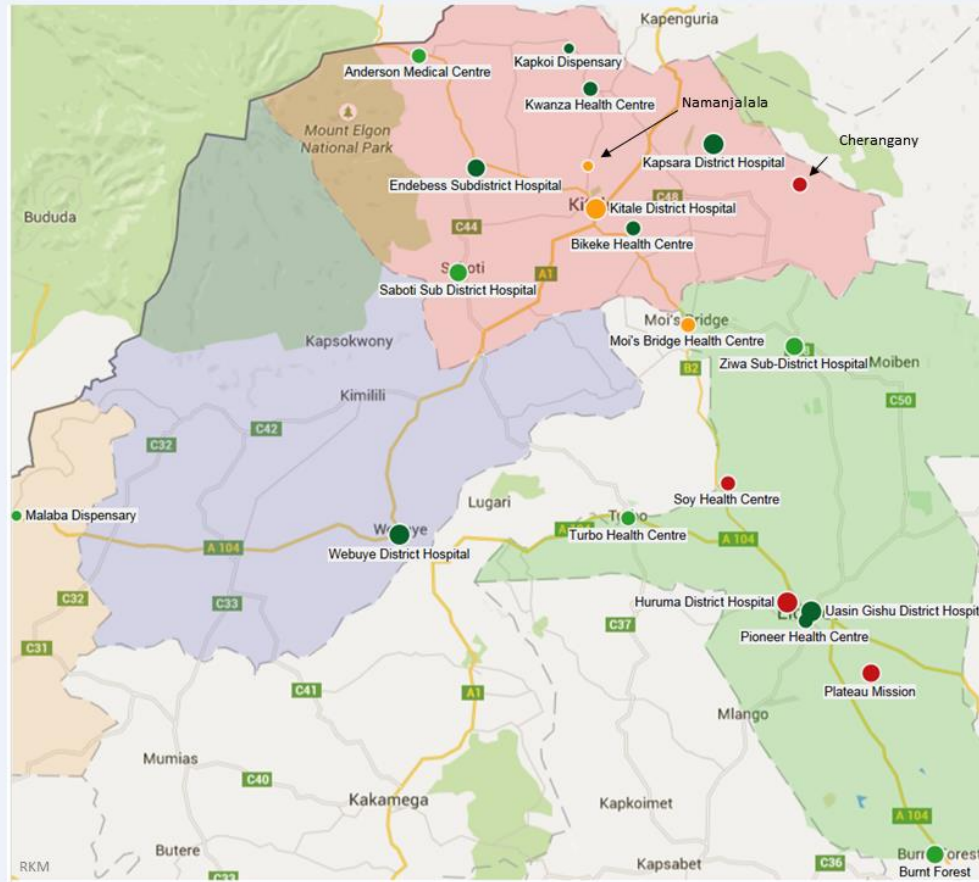 Kapenguria
Anderson Medical Centre
Kapkoi Dispensary
Kwanza Health Centre
Namanjalala
Mount Elgon
National Park
Kapsara District Hospital
Cherangany
Endebess Subdistrict Hospital
C48
Bududa
Kitale District Hospital
C44
Bikeke Health Centre
A1
Saboti
Saboti Sub District Hospital
Moi's Bridge
Moi's Bridge Health Centre
Kapsokwony
Ziwa Sub-District Hospital
Moiben
B2
Kimilili
C50
C42
C32
Lugari
Soy Health Centre
Malaba Dispensary
Turbo Health Centre
A 104
A 104
Webuye District Hospital
C32
C33
Huruma District Hospital
Uasin Gishu District Hospit
C37
Pioneer Health Centre
C31
C41
A1
Plateau Mission
Mlango
Mumias
C40
Kakamega
Kapkoimet
A 104
Butere
Burnt Forest
RKM
C33
Kapsabet
C36
Burnt Forest